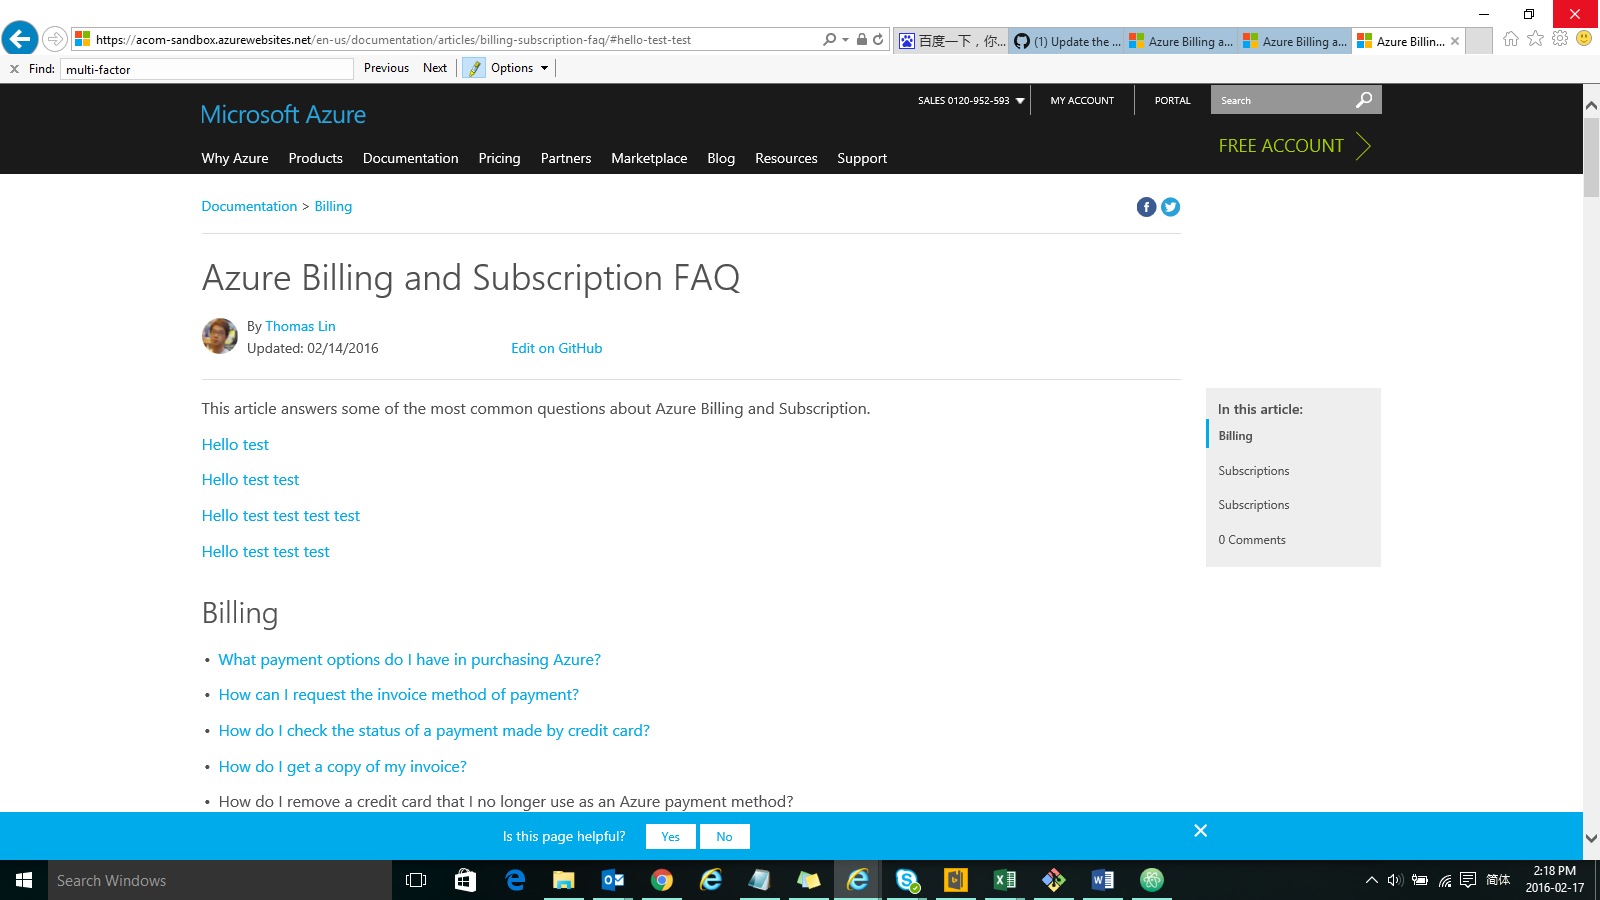 https://acom-sandbox.azurewebsites.net/en-us/documentation/articles/billing-subscription-faq/#hello-test-test
百度一下，你...
(1) Update the ...
Azure Billing a...
Azure Billing a...
Azure Billin...
Find: multi-factor Previous Next Options
Microsoft Azure
SALES 0120-952-593 MY ACCOUNT PORTAL Search
FREE ACCOUNT
Why Azure Products Documentation Pricing Partners Marketplace Blog Resources Support
Documentation > Billing
Azure Billing and Subscription FAQ
By Thomas Lin
Updated: 02/14/2016 Edit on GitHub
This article answers some of the most common questions about Azure Billing and Subscription.
Hello test
Hello test test
Hello test test test test
Hello test test test
In this article:
Billing
Subscriptions
Subscriptions
0 Comments
Billing
• What payment options do I have in purchasing Azure?
• How can I request the invoice method of payment?
• How do I check the status of a payment made by credit card?
• How do I get a copy of my invoice?
• How do I remove a credit card that I no longer use as an Azure payment method?
Is this page helpful? Yes No
Search Windows
简体
2:18 PM
2016-02-17